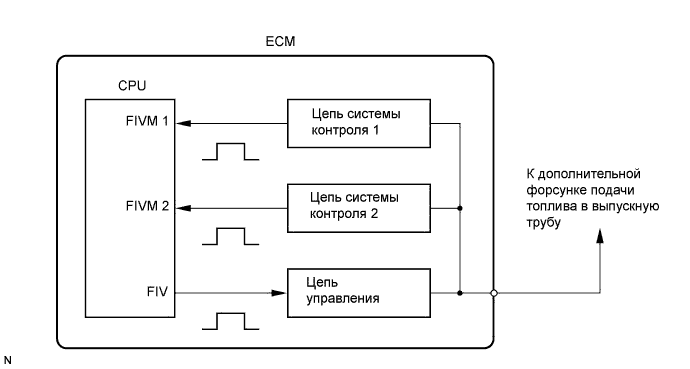 ECM
CPU
FIVM 1
Цепь системы
контроля 1
К дополнительной
форсунке подачи
топлива в выпускную
трубу
FIVM 2
Цепь системы
контроля 2
FIV
Цепь
управления
N